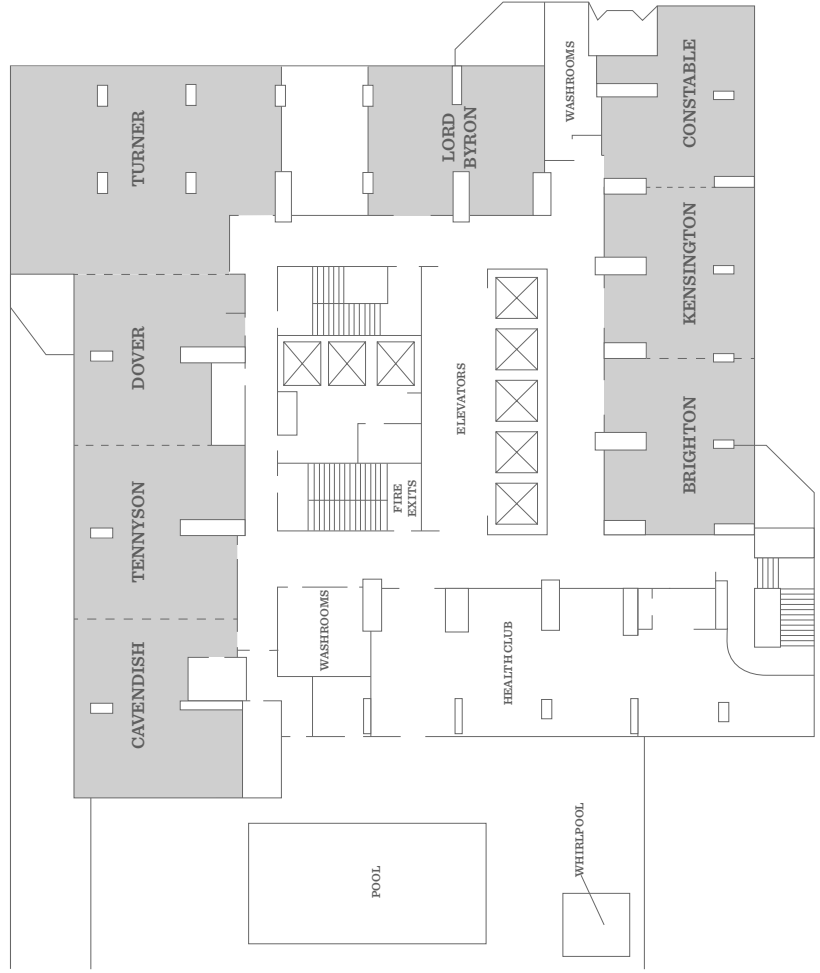 WASHROOMS
CONSTABLE
TURNER
LORD
BYRON
KENSINGTON
DOVER
ELEVATORS
BRIGHTON
TENNYSON
FIRE
EXITS
WASHROOMS
HEALTH CLUB
CAVENDISH
POOL
WHIRLPOOL